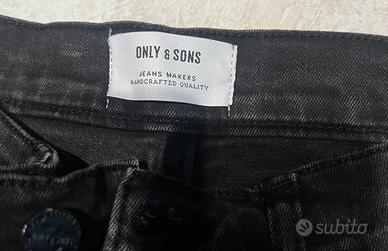 ONLY & SONS
JEANS MAKERS
HANDCRAFTED QUALITY
subito